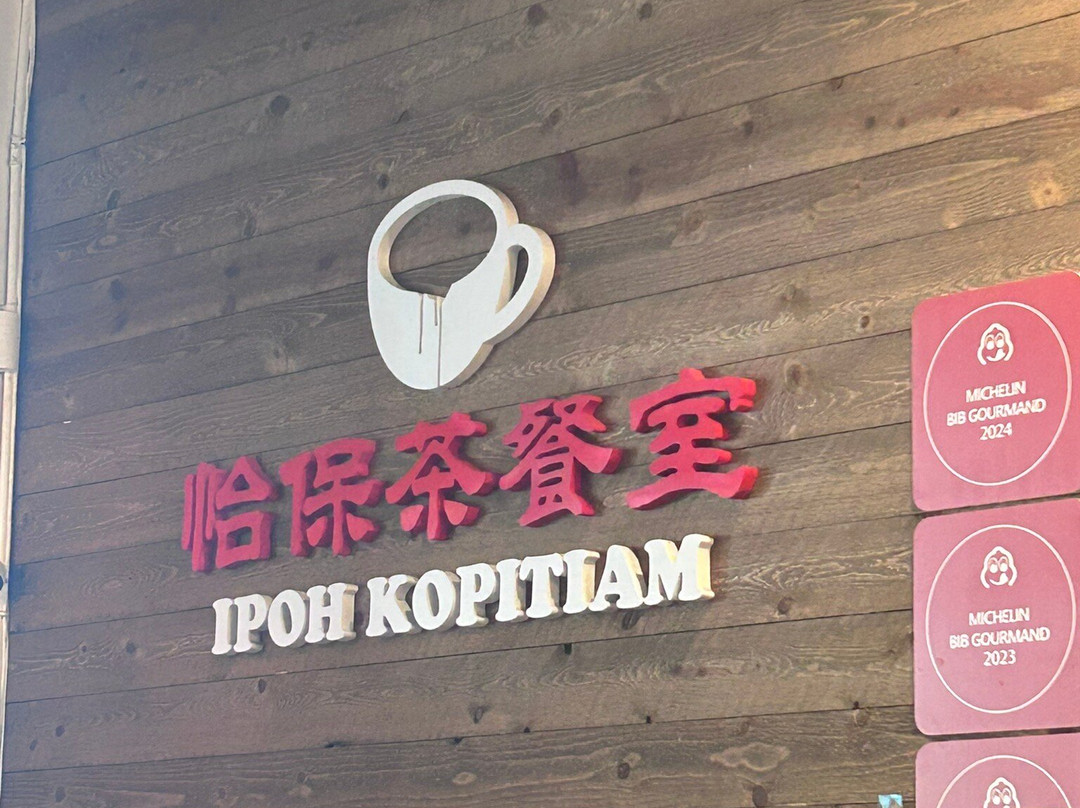 怡保茶餐室
IPOH KOPITIAM
MICHELIN
BIB GOURMAND
2024
MICHELIN
BIB GOURMAND
2023